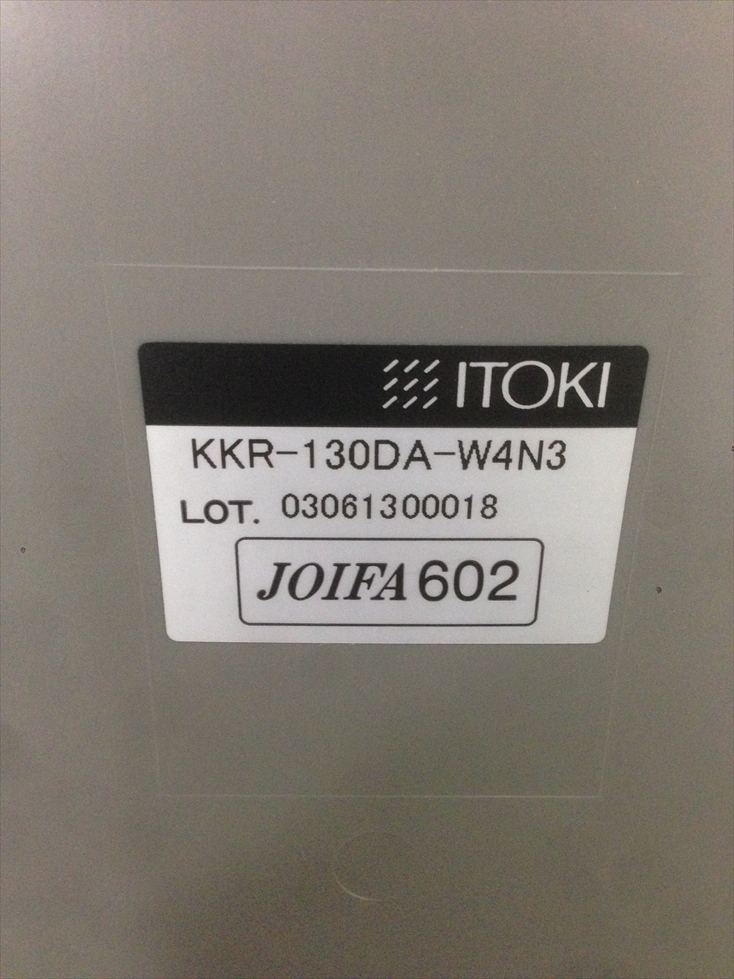 ITOKI
KKR-130DA-W4N3
LOT. 03061300018
JOIFA 602